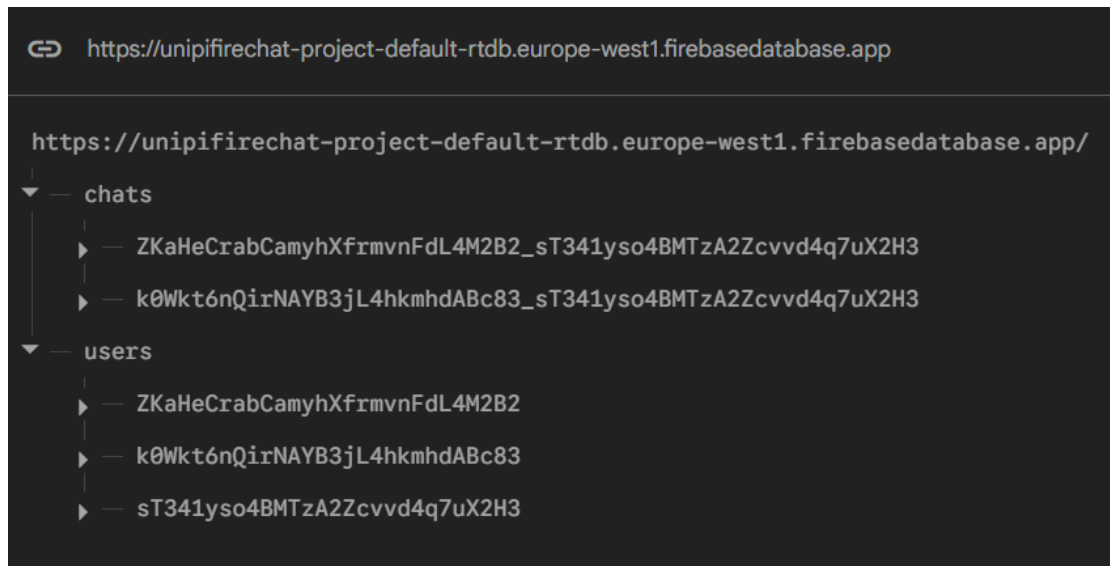 https://unipifirechat-project-default-rtdb.europe-west1.firebasedatabase.app
https://unipifirechat-project-default-rtdb.europe-west1.firebasedatabase.app/
chats
ZKaHeCrabCamyhXfrmvnFdL4M2B2_sT341yso4BMTzA2Zcvvd4q7uX2H3
k0Wkt6nQirNAYB3jL4hkmhdABc83_sT341yso4BMTzA2Zcvvd4q7uX2H3
users
ZKaHeCrabCamyhXfrmvnFdL4M2B2
k0Wkt6nQirNAYB3jL4hkmhdABc83
sT341yso4BMTzA2Zcvvd4q7uX2H3